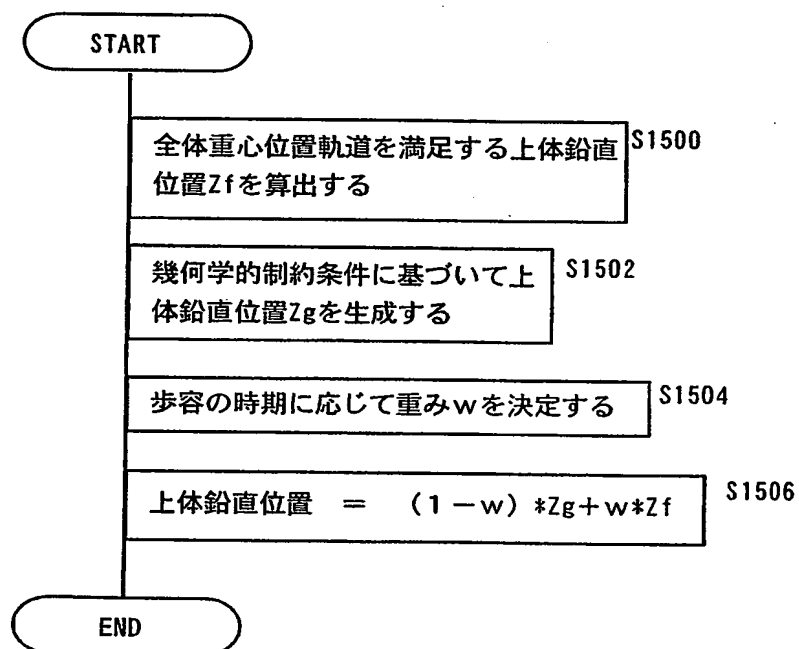 START
全体重心位置軌道を満足する上体鉛直
位置Zfを算出する
S1500
幾何学的制約条件に基づいて上
体鉛直位置Zgを生成する
S1502
歩容の時期に応じて重みwを決定する
S1504
上体鉛直位置 = (1-w)*Zg+w*Zf
S1506
END